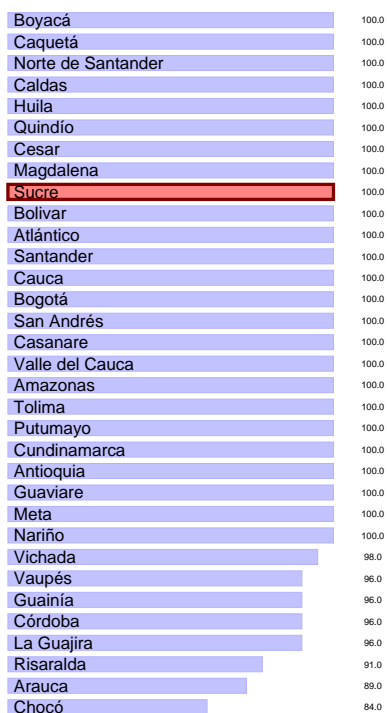 Boyacá 100.0
Caquetá 100.0
Norte de Santander 100.0
Caldas 100.0
Huila 100.0
Quindío 100.0
Cesar 100.0
Magdalena 100.0
Sucre 100.0
Bolivar 100.0
Atlántico 100.0
Santander 100.0
Cauca 100.0
Bogotá 100.0
San Andrés 100.0
Casanare 100.0
Valle del Cauca 100.0
Amazonas 100.0
Tolima 100.0
Putumayo 100.0
Cundinamarca 100.0
Antioquia 100.0
Guaviare 100.0
Meta 100.0
Nariño 100.0
Vichada 98.0
Vaupés 96.0
Guainía 96.0
Córdoba 96.0
La Guajira 96.0
Risaralda 91.0
Arauca 89.0
Chocó 84.0